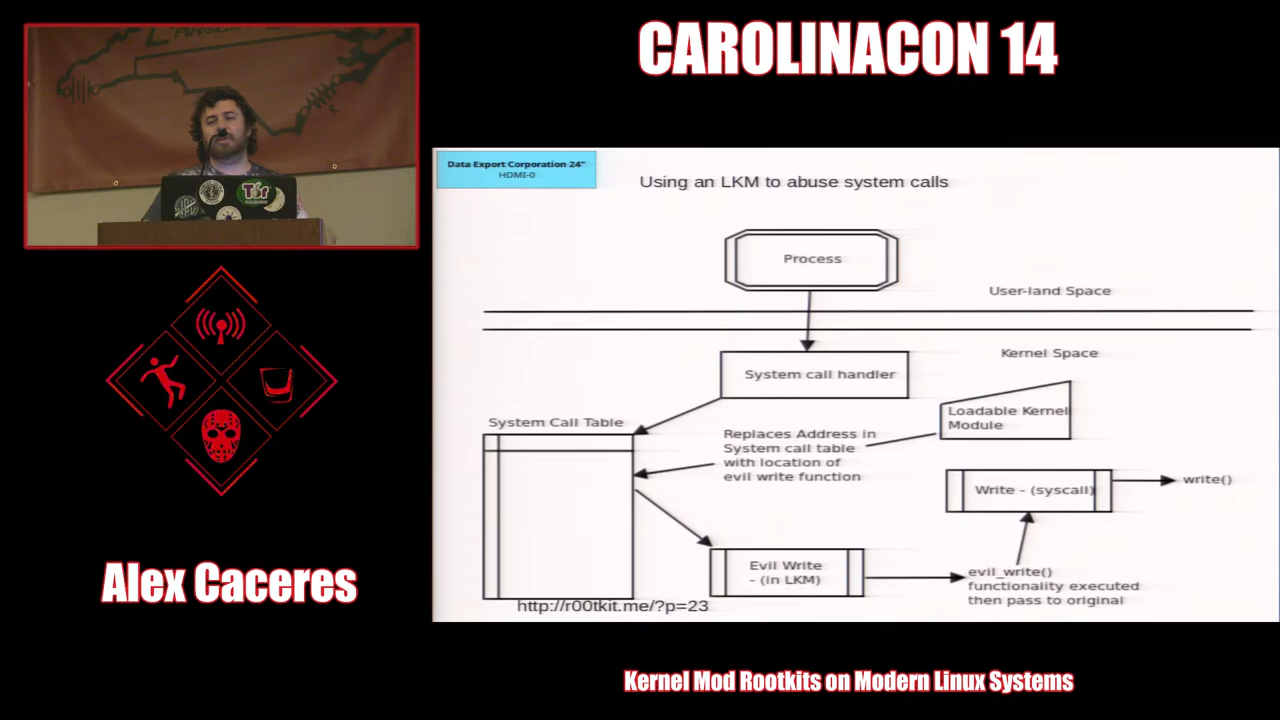 CAROLINACON 14
Tor
Data Export Corporation 24"
HDMI-0
Using an LKM to abuse system calls
Process
User-land Space
Kernel Space
System call handler
Loadable Kernel
Module
System Call Table
Replaces Address in
System call table
with location of
evil write function
Write - (syscall)
write()
Evil Write
- (in LKM)
evil_write()
functionality executed
then pass to original
http://r00tkit.me/?p=23
Alex Caceres
Kernel Mod Rootkits on Modern Linux Systems